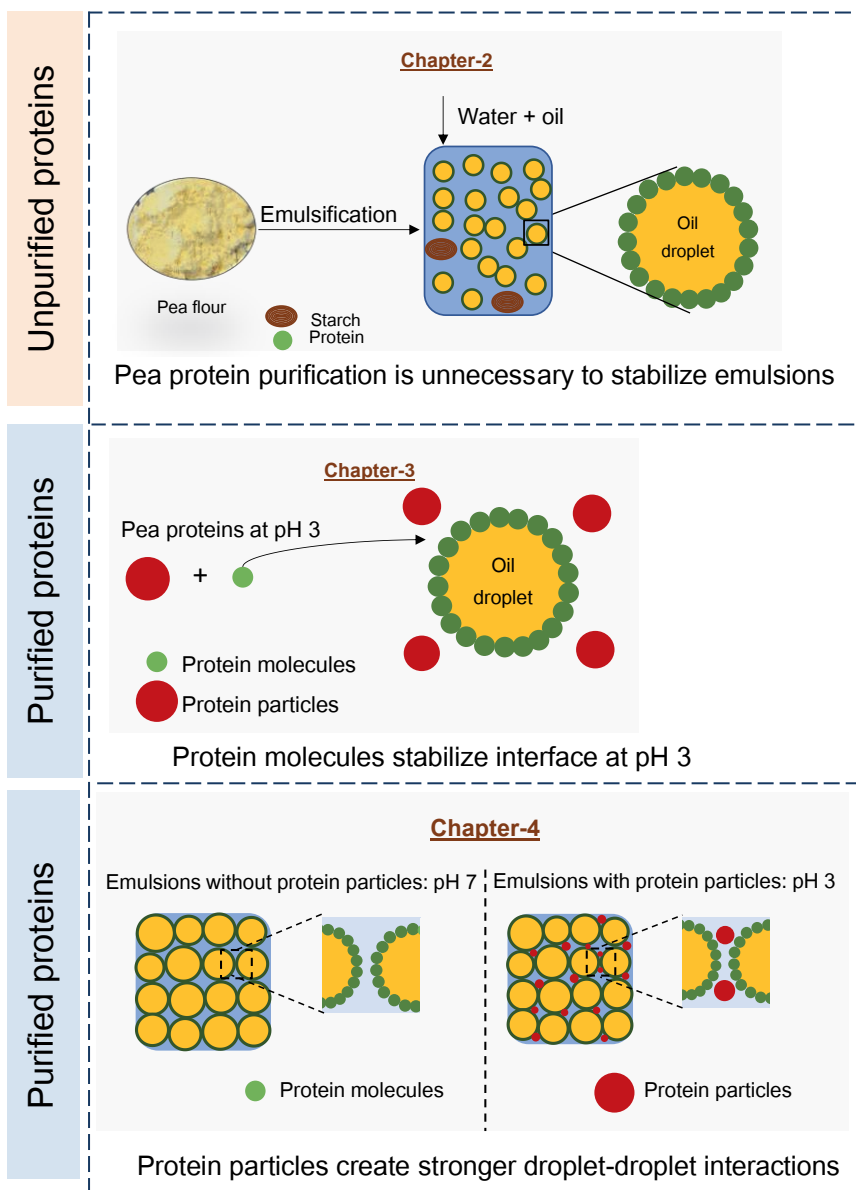 Unpurified proteins
Chapter-2
Water + oil
Emulsification
Oil
droplet
Pea flour
Starch
Protein
Pea protein purification is unnecessary to stabilize emulsions
Purified proteins
Chapter-3
Pea proteins at pH 3
+
Oil
droplet
Protein molecules
Protein particles
Protein molecules stabilize interface at pH 3
Purified proteins
Chapter-4
Emulsions without protein particles: pH 7
Emulsions with protein particles: pH 3
Protein molecules
Protein particles
Protein particles create stronger droplet-droplet interactions